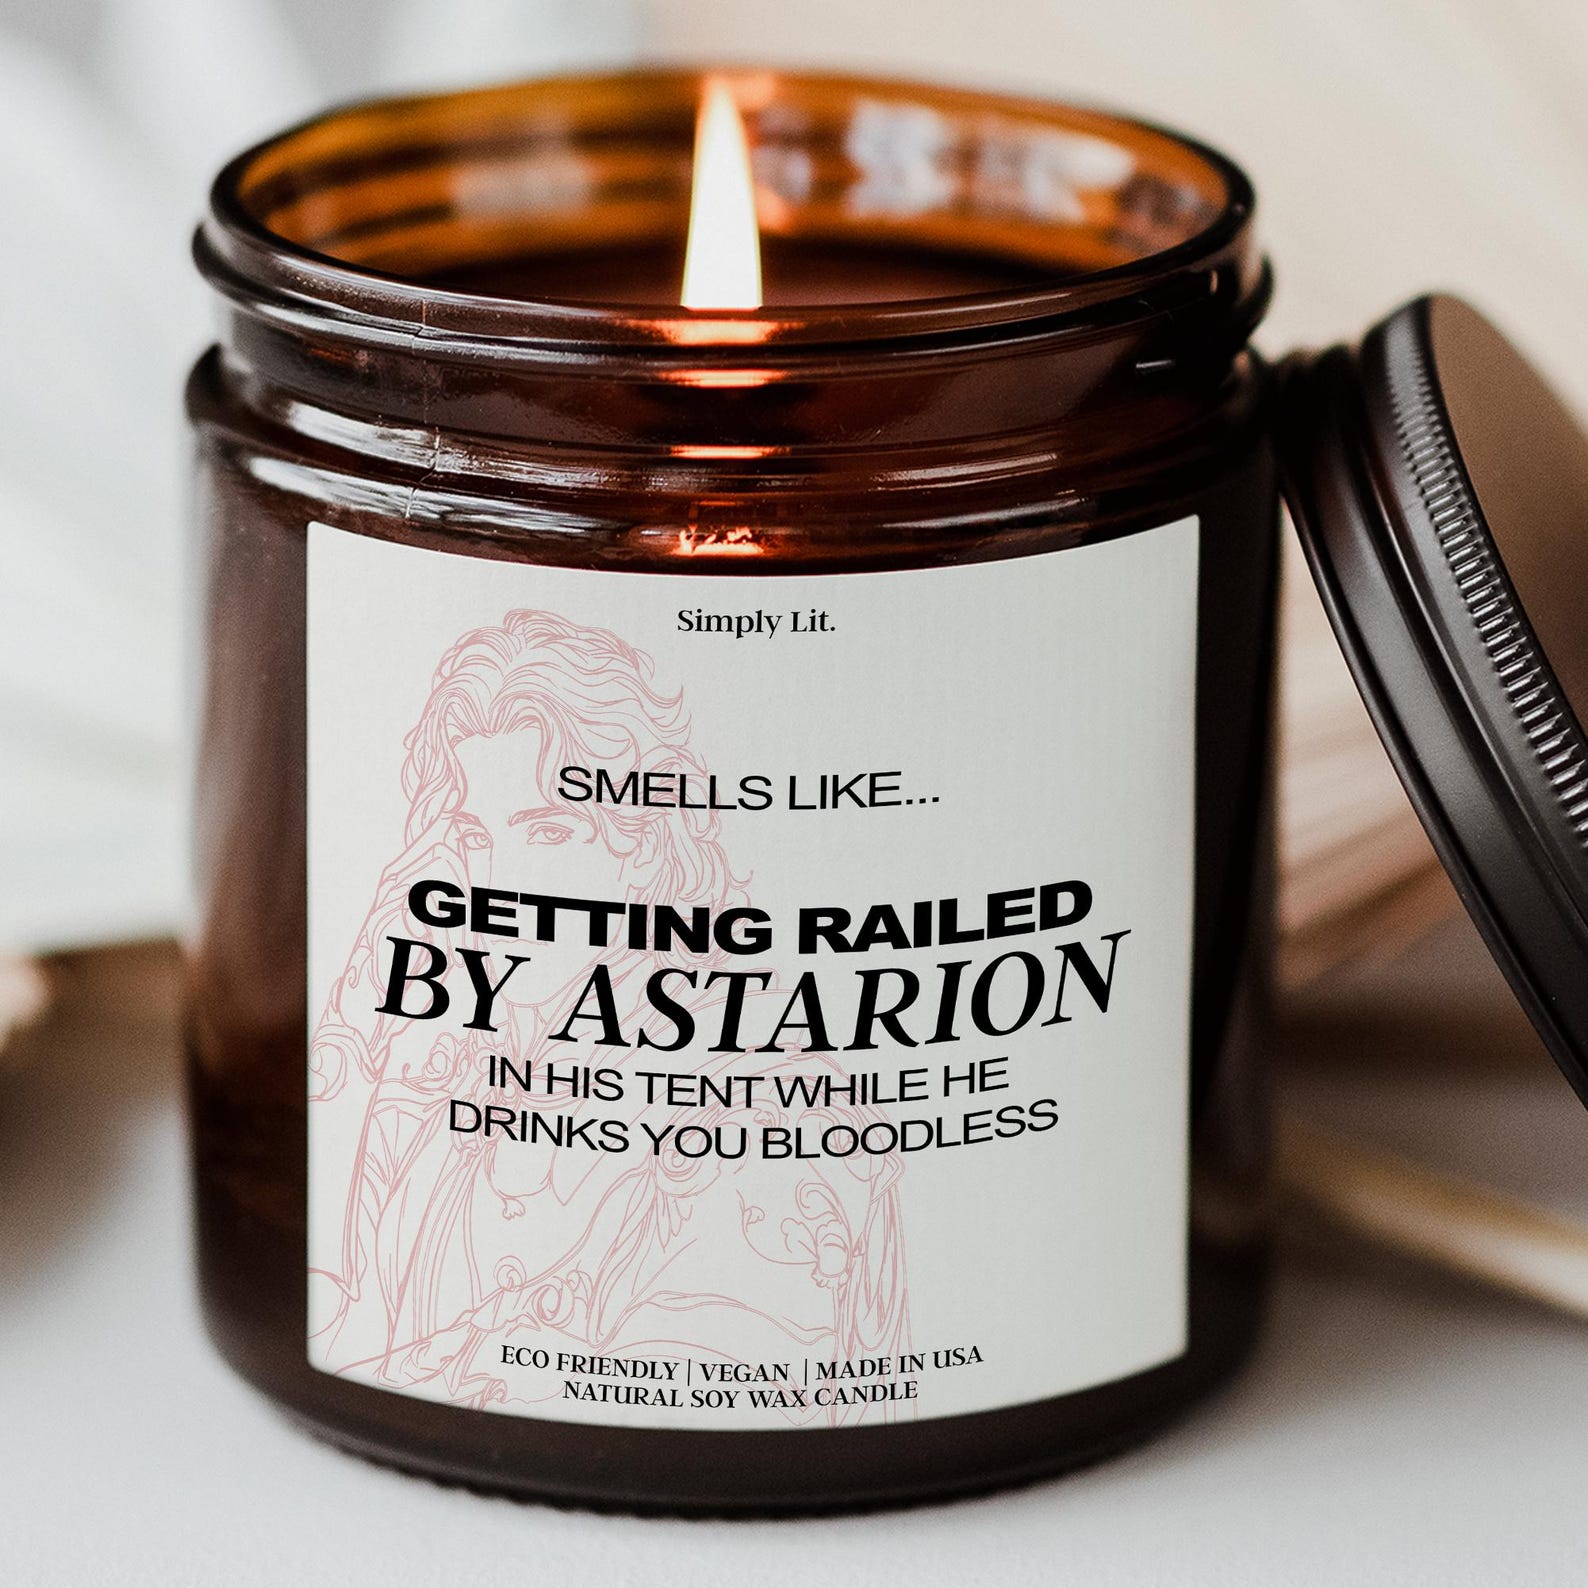 Simply Lit.
SMELLS LIKE...
GETTING RAILED
BY ASTARION
IN HIS TENT WHILE HE
DRINKS YOU BLOODLESS
ECO FRIENDLY | VEGAN | MADE IN USA
NATURAL SOY WAX CANDLE